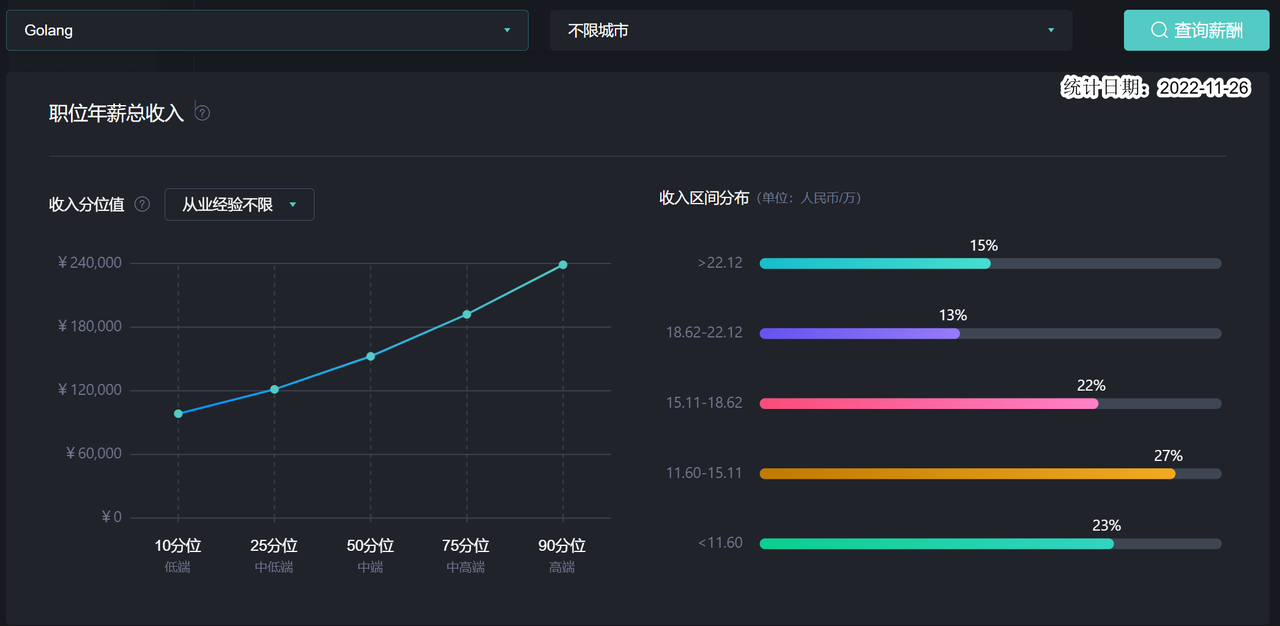 Golang
不限城市
查询薪酬
统计日期：2022-11-26
职位年薪总收入 ?
收入分位值 ?
从业经验不限
¥ 240,000
¥ 180,000
¥ 120,000
¥ 60,000
¥ 0
10分位 25分位 50分位 75分位 90分位
低端 中低端 中端 中高端 高端
收入区间分布 (单位：人民币/万)
15%
>22.12
13%
18.62-22.12
22%
15.11-18.62
27%
11.60-15.11
23%
<11.60